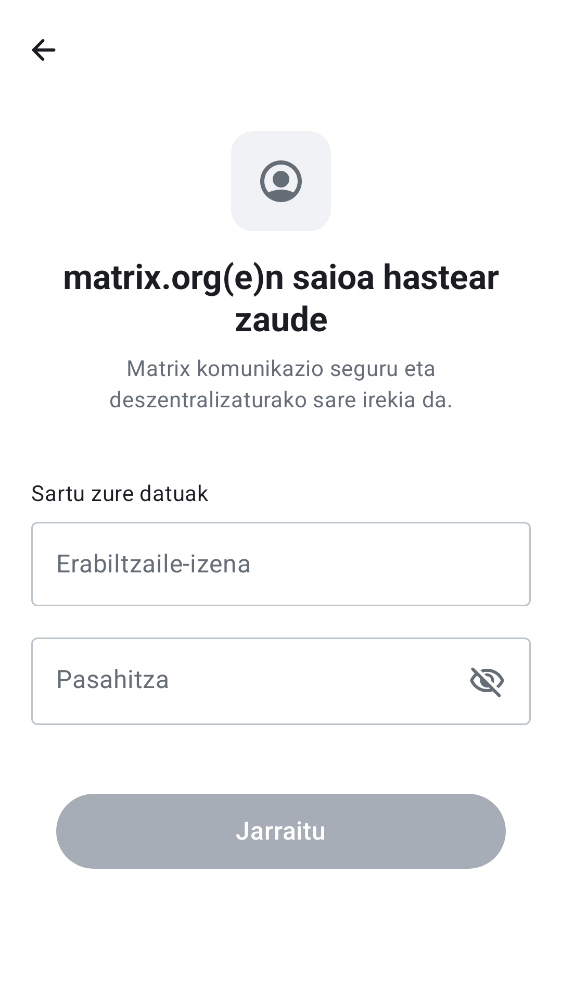 matrix.org(e)n saioa hastear
zaude
Matrix komunikazio seguru eta
deszentralizaturako sare irekia da.
Sartu zure datuak
Erabiltzaile-izena
Pasahitza
Jarraitu